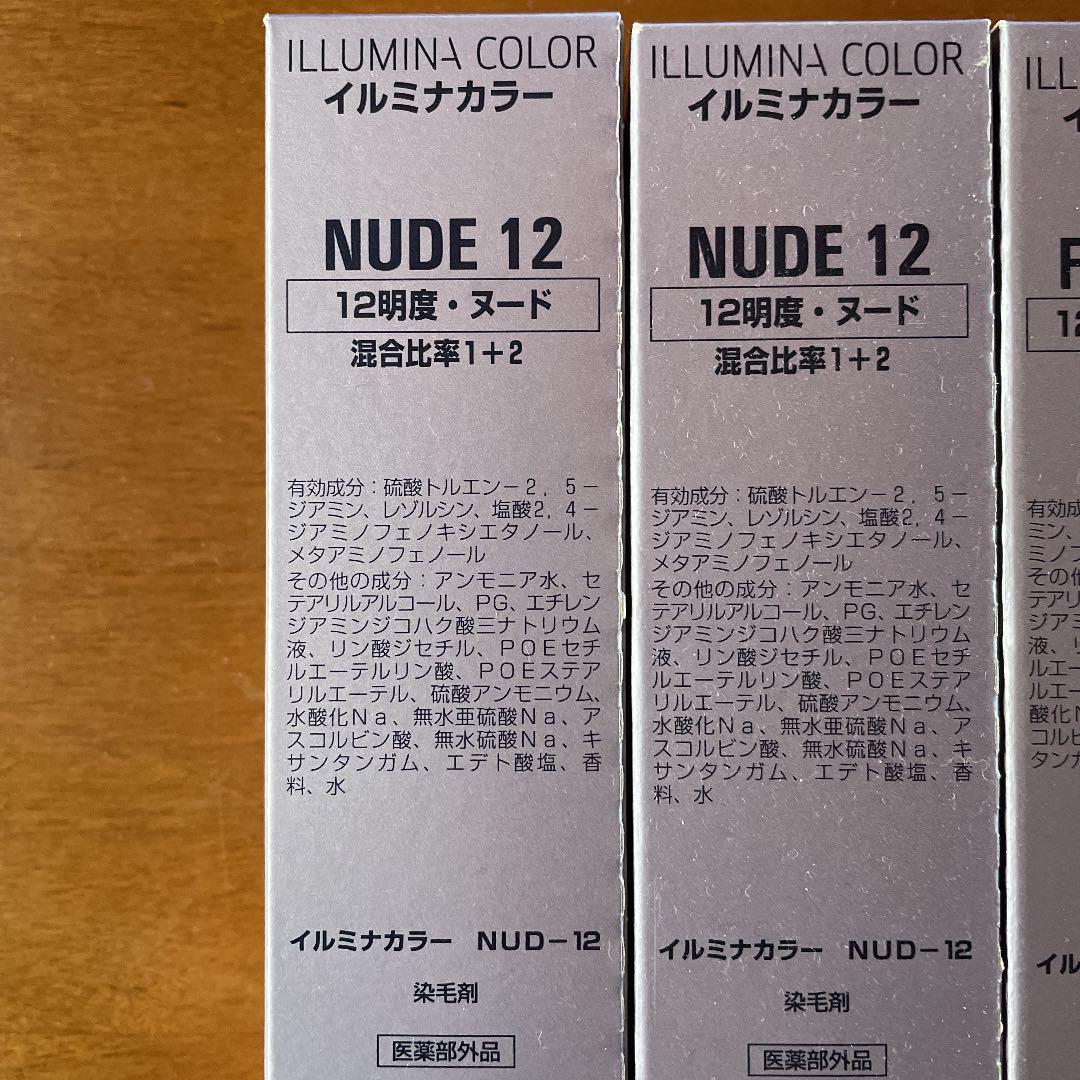 ILLUMINA COLOR
イルミナカラー
NUDE 12
12明度・ヌード
混合比率1+2
有効成分：硫酸トルエン－2，5－
ジアミン、レゾルシン、塩酸2,4－
ジアミノフェノキシエタノール、
メタアミノフェノール
その他の成分：アンモニア水、セ
テアリルアルコール、PG、エチレン
ジアミンジコハク酸三ナトリウム
液、リン酸ジセチル、POEセチ
ルエーテルリン酸、POEステア
リルエーテル、硫酸アンモニウム、
水酸化Na、無水亜硫酸Na、ア
スコルビン酸、無水硫酸Na、キ
サンタンガム、エデト酸塩、香
料、水
イルミナカラー NUD－12
染毛剤
医薬部外品
ILLUMINA COLOR
イルミナカラー
NUDE 12
12明度・ヌード
混合比率1+2
有効成分：硫酸トルエン－2，5－
ジアミン、レゾルシン、塩酸2,4－
ジアミノフェノキシエタノール、
メタアミノフェノール
その他の成分：アンモニア水、セ
テアリルアルコール、PG、エチレン
ジアミンジコハク酸三ナトリウム
液、リン酸ジセチル、POEセチ
ルエーテルリン酸、POEステア
リルエーテル、硫酸アンモニウム、
水酸化Na、無水亜硫酸Na、ア
スコルビン酸、無水硫酸Na、キ
サンタンガム、エデト酸塩、香
料、水
イルミナカラー NUD－12
染毛剤
医薬部外品